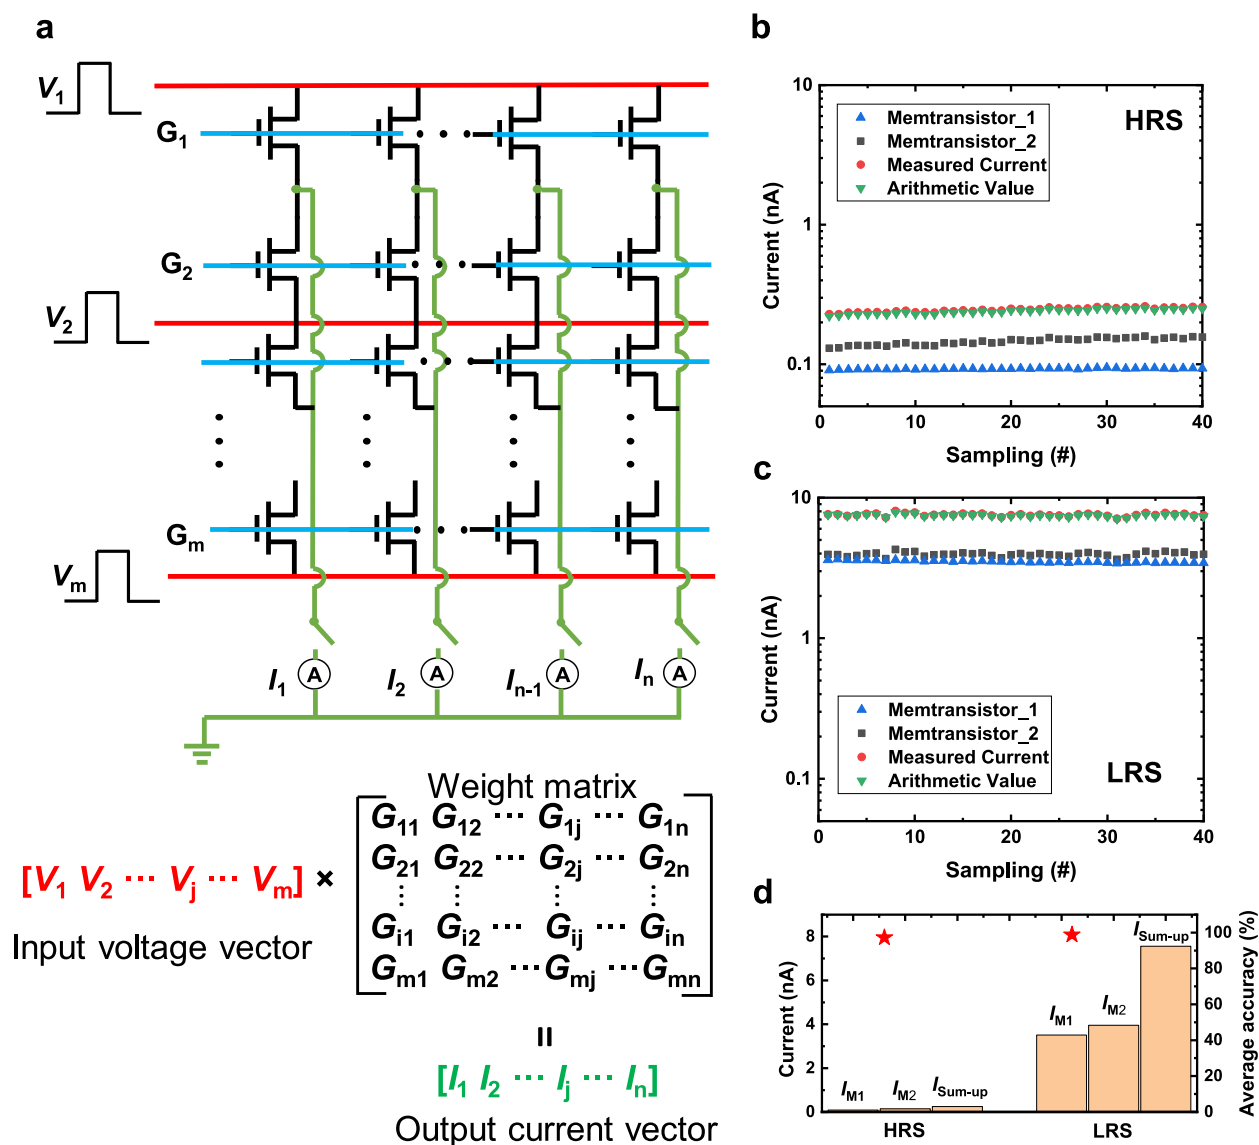 a
V1
G1
G2
V2
Gm
Vm
A A A A
I1 I2 In-1 In
Weight matrix
G11 G12 ··· G1j ··· G1n
G21 G22 ··· G2j ··· G2n
Gi1 Gi2 ··· Gij ··· Gin
Gm1 Gm2 ··· Gmj ··· Gmn
[V1 V2 ··· Vj ··· Vm] ×
Input voltage vector
=
[I1 I2 ··· Ij ··· In]
Output current vector
b
HRS
Memtransistor_1
Memtransistor_2
Measured Current
Arithmetic Value
Current (nA)
10
1
0.1
0 10 20 30 40
Sampling (#)
c
10
1
0.1
Current (nA)
Memtransistor_1
Memtransistor_2
Measured Current
Arithmetic Value
LRS
0 10 20 30 40
Sampling (#)
d
Current (nA)
8
6
4
2
0
IM1 IM2 ISum-up
IM1 IM2 ISum-up
HRS LRS
100
80
60
40
20
0
Average accuracy (%)